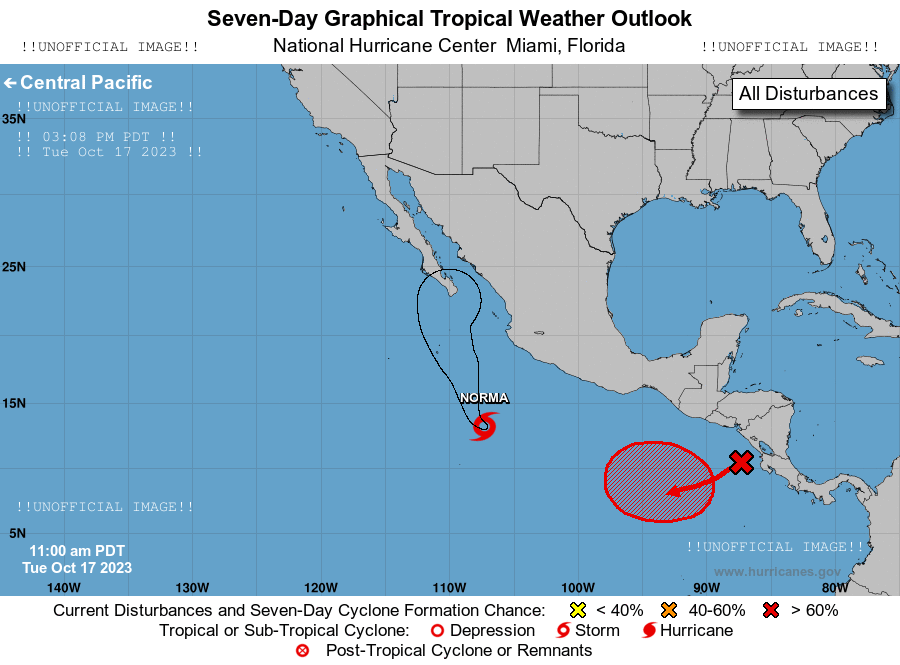 Seven-Day Graphical Tropical Weather Outlook
!!UNOFFICIAL IMAGE!! National Hurricane Center Miami, Florida !!UNOFFICIAL IMAGE!!
← Central Pacific
All Disturbances
!!UNOFFICIAL IMAGE!!
35N
!! 03:08 PM PDT !!
!! Tue Oct 17 2023 !!
25N
NORMA
15N
!!UNOFFICIAL IMAGE!!
5N
!!UNOFFICIAL IMAGE!!
11:00 am PDT
Tue Oct 17 2023
www.hurricanes.gov
140W 130W 120W 110W 100W 90W 80W
Current Disturbances and Seven-Day Cyclone Formation Chance: < 40% 40-60% > 60%
Tropical or Sub-Tropical Cyclone: Depression Storm Hurricane
Post-Tropical Cyclone or Remnants